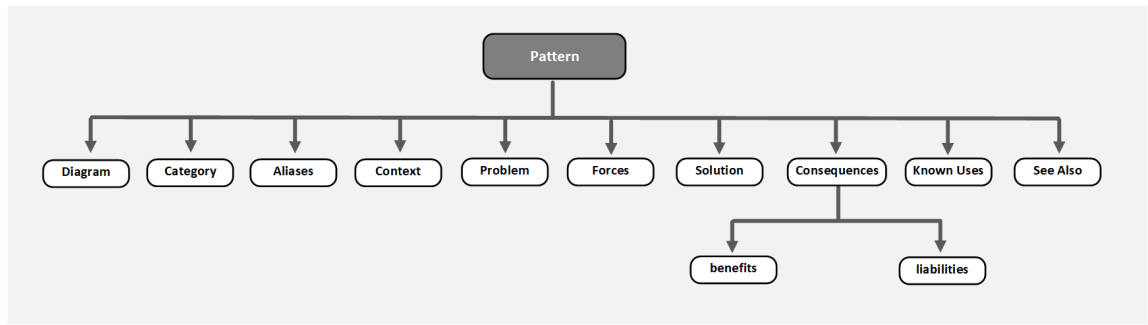 Pattern
Diagram
Category
Aliases
Context
Problem
Forces
Solution
Consequences
Known Uses
See Also
benefits
liabilities